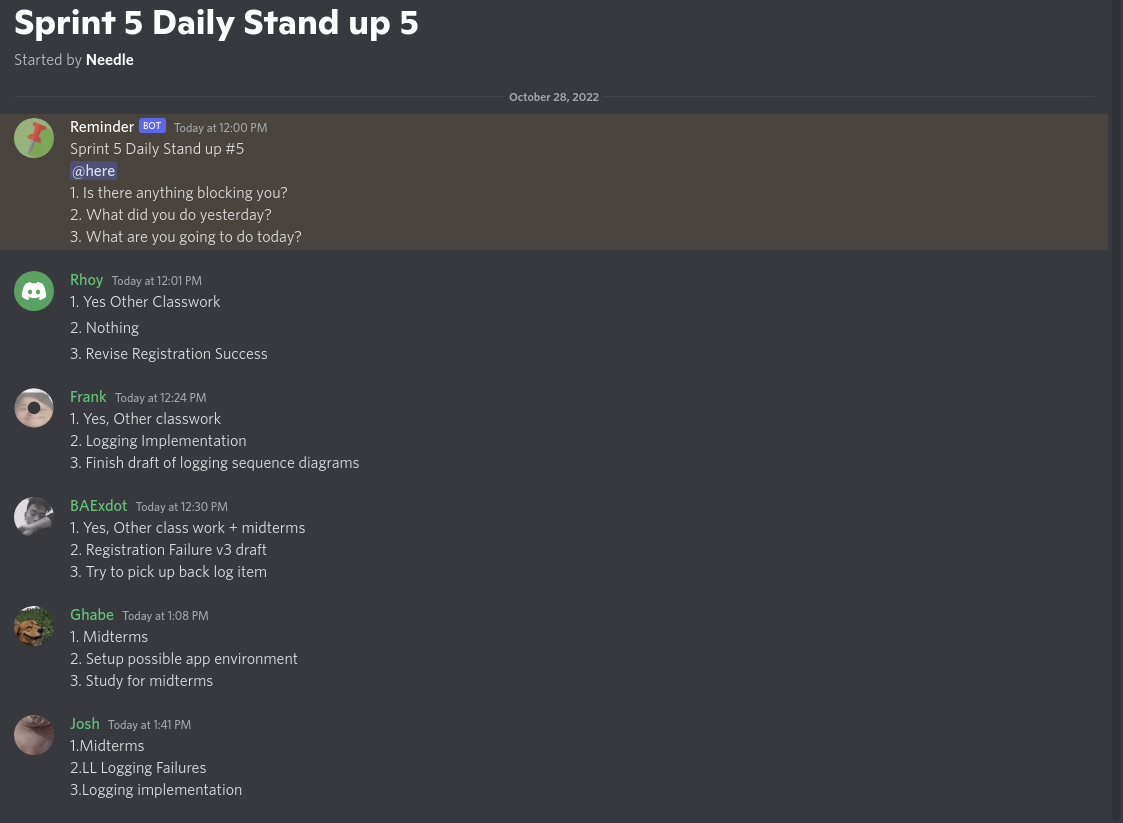 Sprint 5 Daily Stand up 5
Started by Needle
October 28, 2022
Reminder BOT Today at 12:00 PM
Sprint 5 Daily Stand up #5
@here
1. Is there anything blocking you?
2. What did you do yesterday?
3. What are you going to do today?
Rhoy Today at 12:01 PM
1. Yes Other Classwork
2. Nothing
3. Revise Registration Success
Frank Today at 12:24 PM
1. Yes, Other classwork
2. Logging Implementation
3. Finish draft of logging sequence diagrams
BAExdot Today at 12:30 PM
1. Yes, Other class work + midterms
2. Registration Failure v3 draft
3. Try to pick up back log item
Ghabe Today at 1:08 PM
1. Midterms
2. Setup possible app environment
3. Study for midterms
Josh Today at 1:41 PM
1.Midterms
2.LL Logging Failures
3.Logging implementation